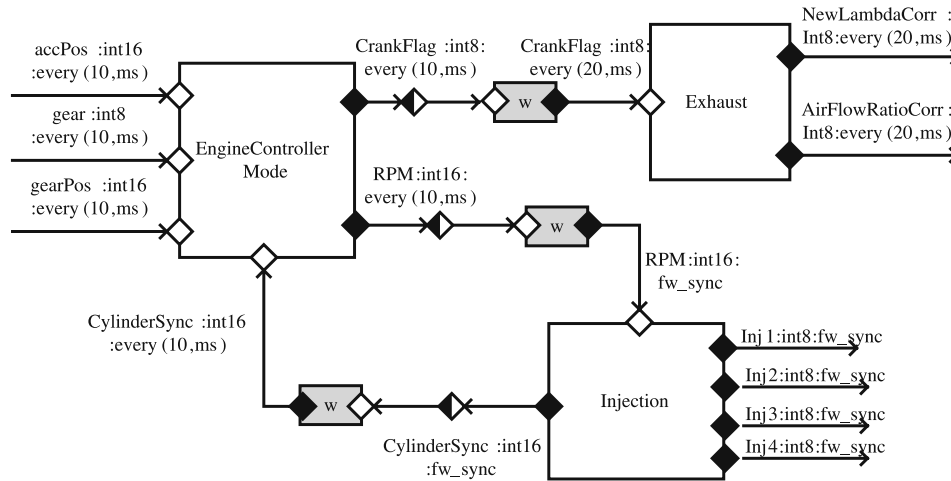 accPos :int16
:every (10,ms)
gear :int8
:every (10,ms)
gearPos :int16
:every (10,ms)
EngineController
Mode
CrankFlag :int8:
every (10,ms)
w
CrankFlag :int8:
every (20,ms)
Exhaust
NewLambdaCorr :
Int8:every (20,ms)
AirFlowRatioCorr :
Int8:every (20,ms)
RPM:int16:
every (10,ms)
w
RPM:int16:
fw_sync
CylinderSync :int16
:every (10,ms)
w
CylinderSync :int16
:fw_sync
Injection
Inj1:int8:fw_sync
Inj2:int8:fw_sync
Inj3:int8:fw_sync
Inj4:int8:fw_sync